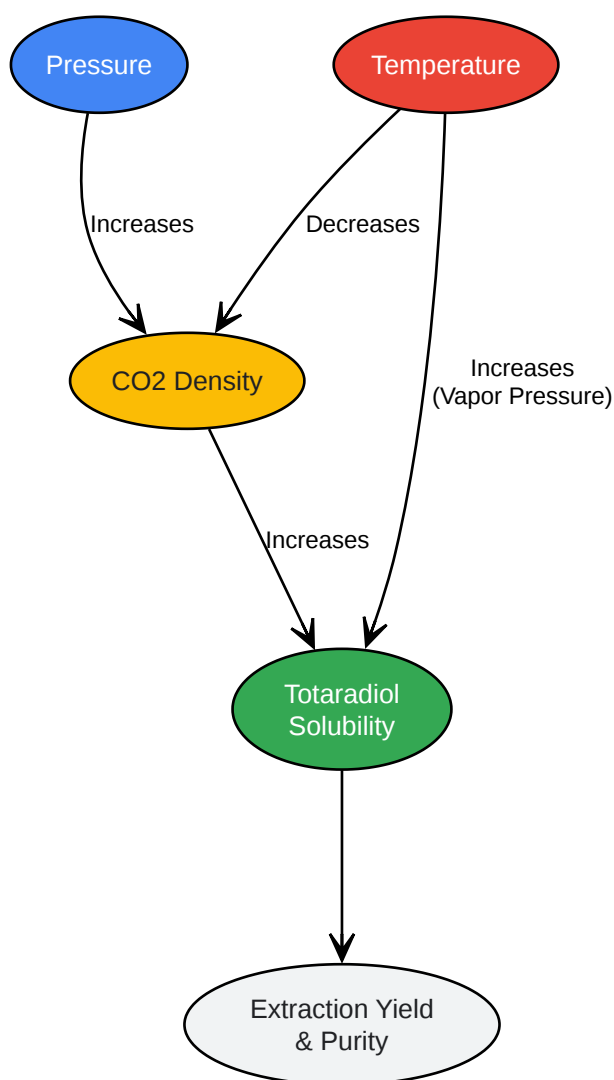 Pressure
Temperature
Increases
Decreases
CO2 Density
Increases
(Vapor Pressure)
Increases
Totaradiol
Solubility
Extraction Yield
& Purity